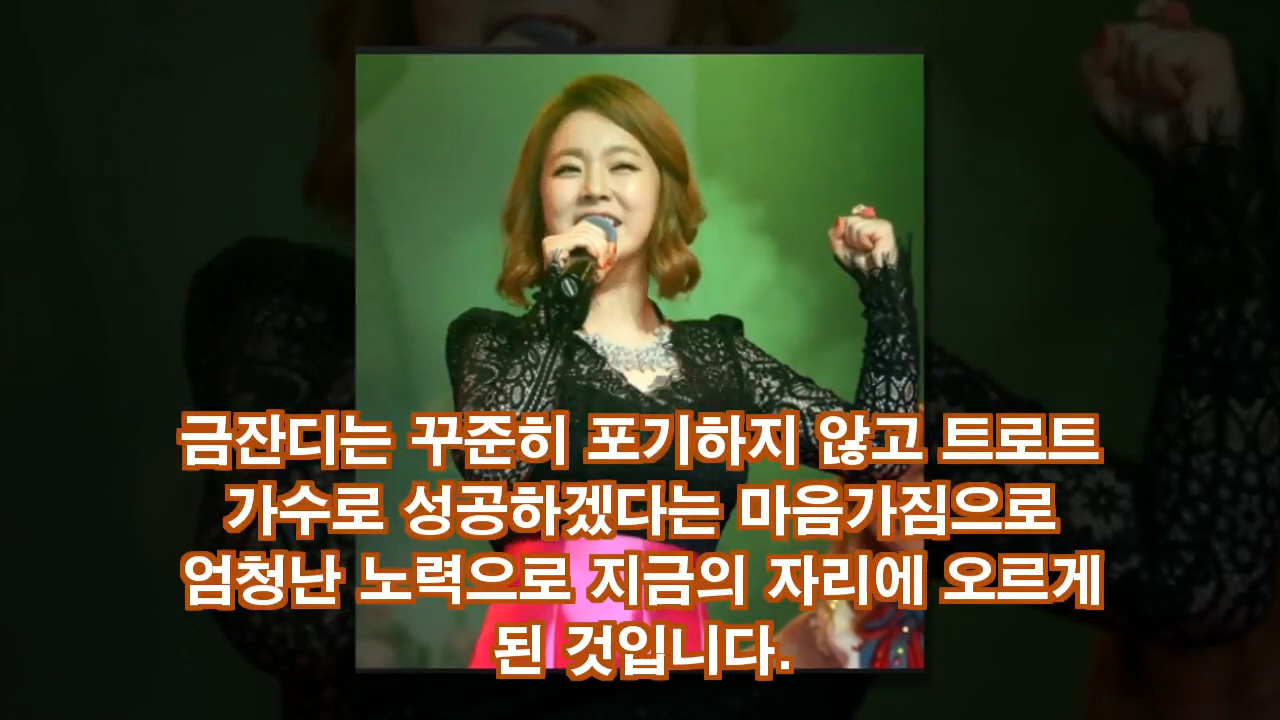 금잔디는 꾸준히 포기하지 않고 트로트
가수로 성공하겠다는 마음가짐으로
엄청난 노력으로 지금의 자리에 오르게
된 것입니다.